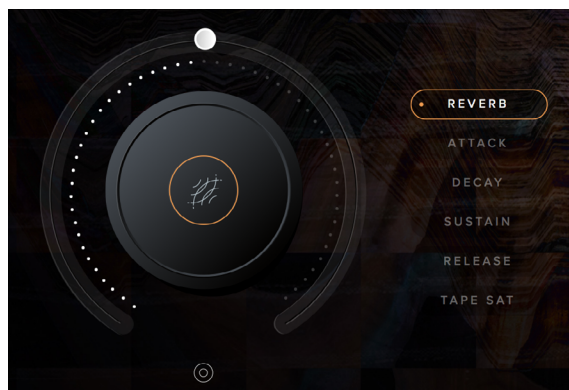 REVERB
ATTACK
DECAY
SUSTAIN
RELEASE
TAPE SAT